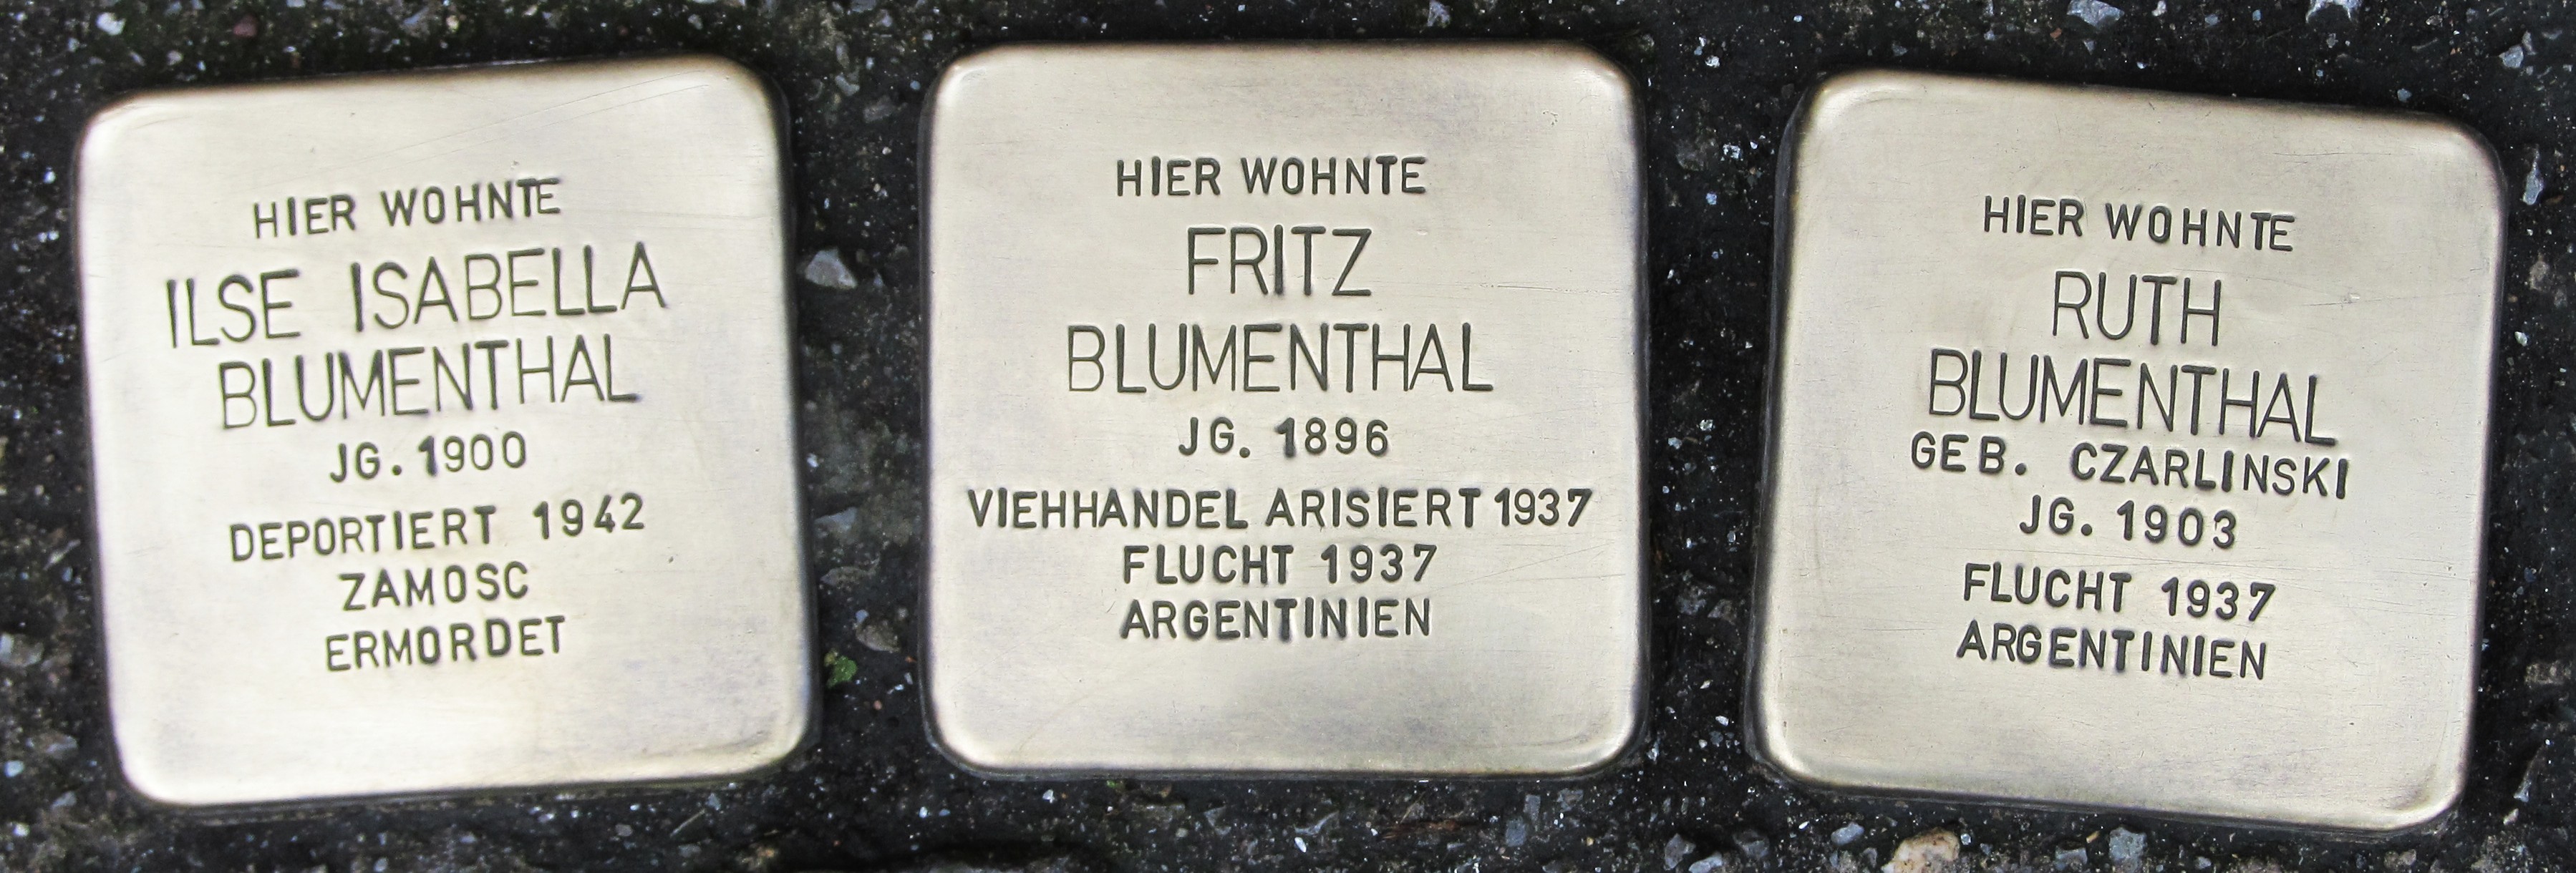 HIER WOHNTE
ILSE ISABELLA
BLUMENTHAL
JG. 1900
DEPORTIERT 1942
ZAMOSC
ERMORDET
HIER WOHNTE
FRITZ
BLUMENTHAL
JG. 1896
VIEHHANDEL ARISIERT 1937
FLUCHT 1937
ARGENTINIEN
HIER WOHNTE
RUTH
BLUMENTHAL
GEB. CZARLINSKI
JG. 1903
FLUCHT 1937
ARGENTINIEN